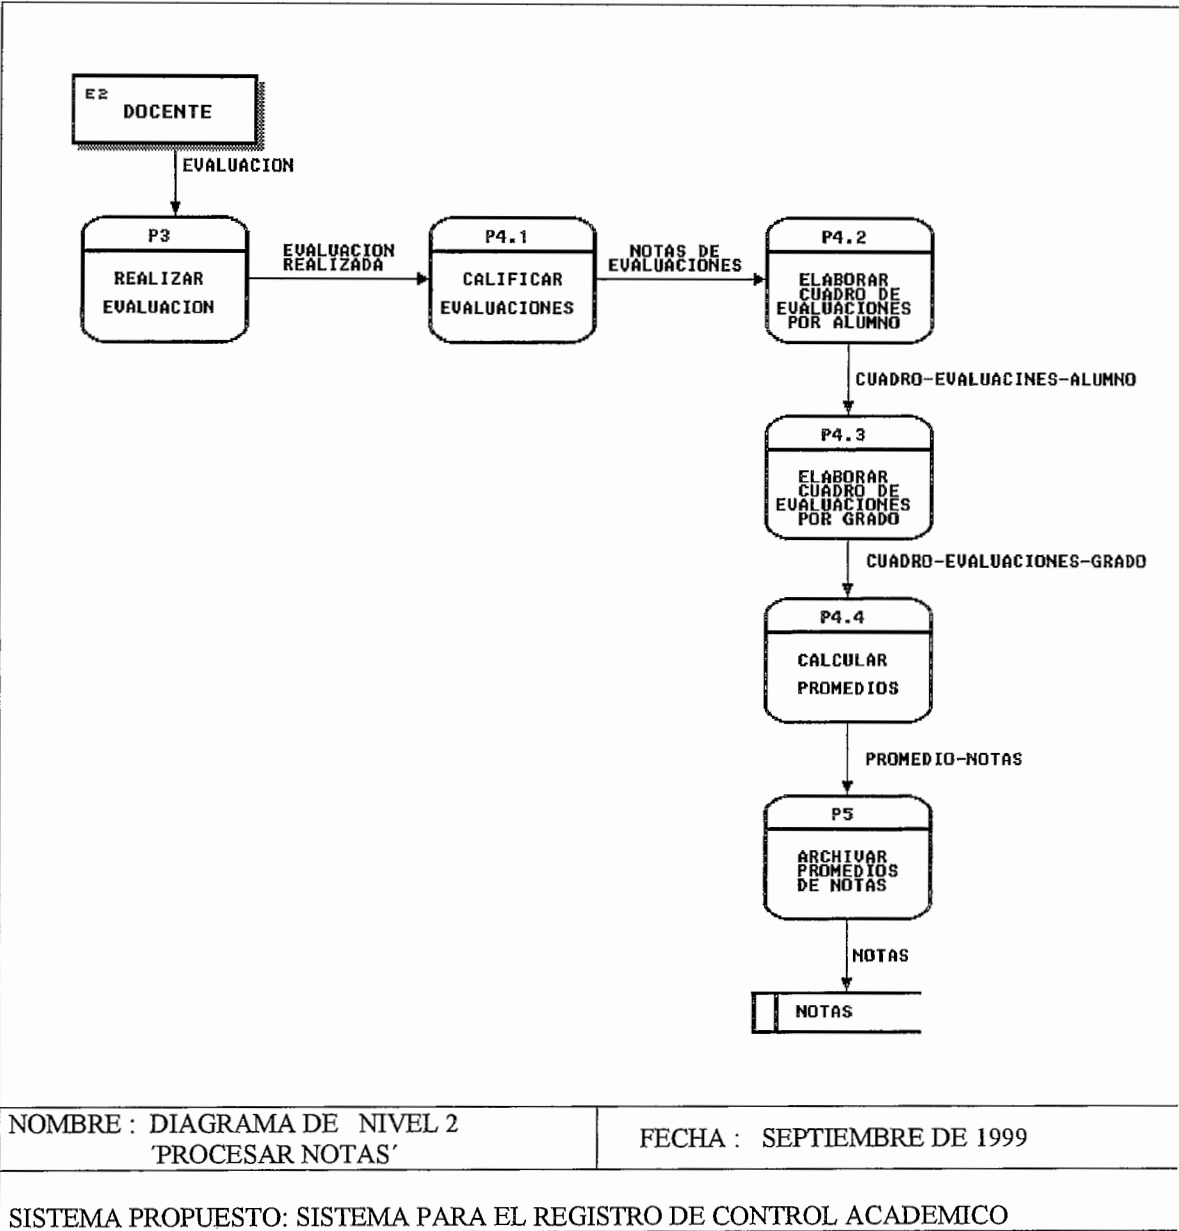 E2
DOCENTE
EVALUACION
P3
REALIZAR
EVALUACION
EVALUACION
REALIZADA
P4.1
CALIFICAR
EVALUACIONES
NOTAS DE
EVALUACIONES
P4.2
ELABORAR
CUADRO DE
EVALUACIONES
POR ALUMNO
CUADRO-EVALUACINES-ALUMNO
P4.3
ELABORAR
CUADRO DE
EVALUACIONES
POR GRADO
CUADRO-EVALUACIONES-GRADO
P4.4
CALCULAR
PROMEDIOS
PROMEDIO-NOTAS
P5
ARCHIVAR
PROMEDIOS
DE NOTAS
NOTAS
NOTAS
NOMBRE : DIAGRAMA DE NIVEL 2
'PROCESAR NOTAS´
FECHA : SEPTIEMBRE DE 1999
SISTEMA PROPUESTO: SISTEMA PARA EL REGISTRO DE CONTROL ACADEMICO